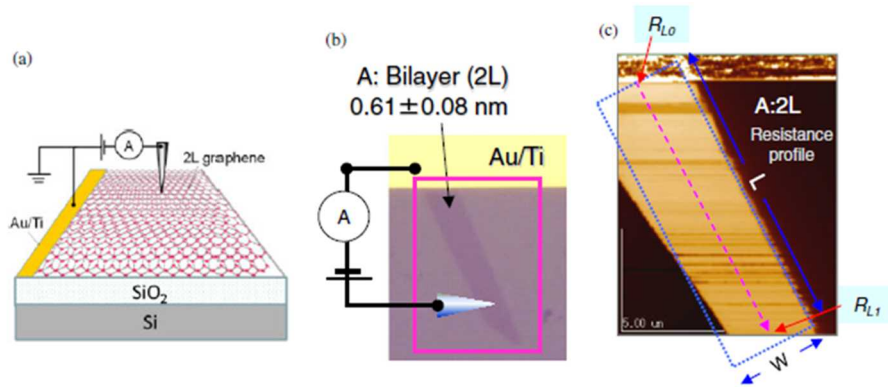 (a)
A
2L graphene
Au/Ti
SiO2
Si
(b)
A: Bilayer (2L)
0.61±0.08 nm
Au/Ti
A
(c)
RL0
A:2L
Resistance
profile
L
5.00 um
RL1
W